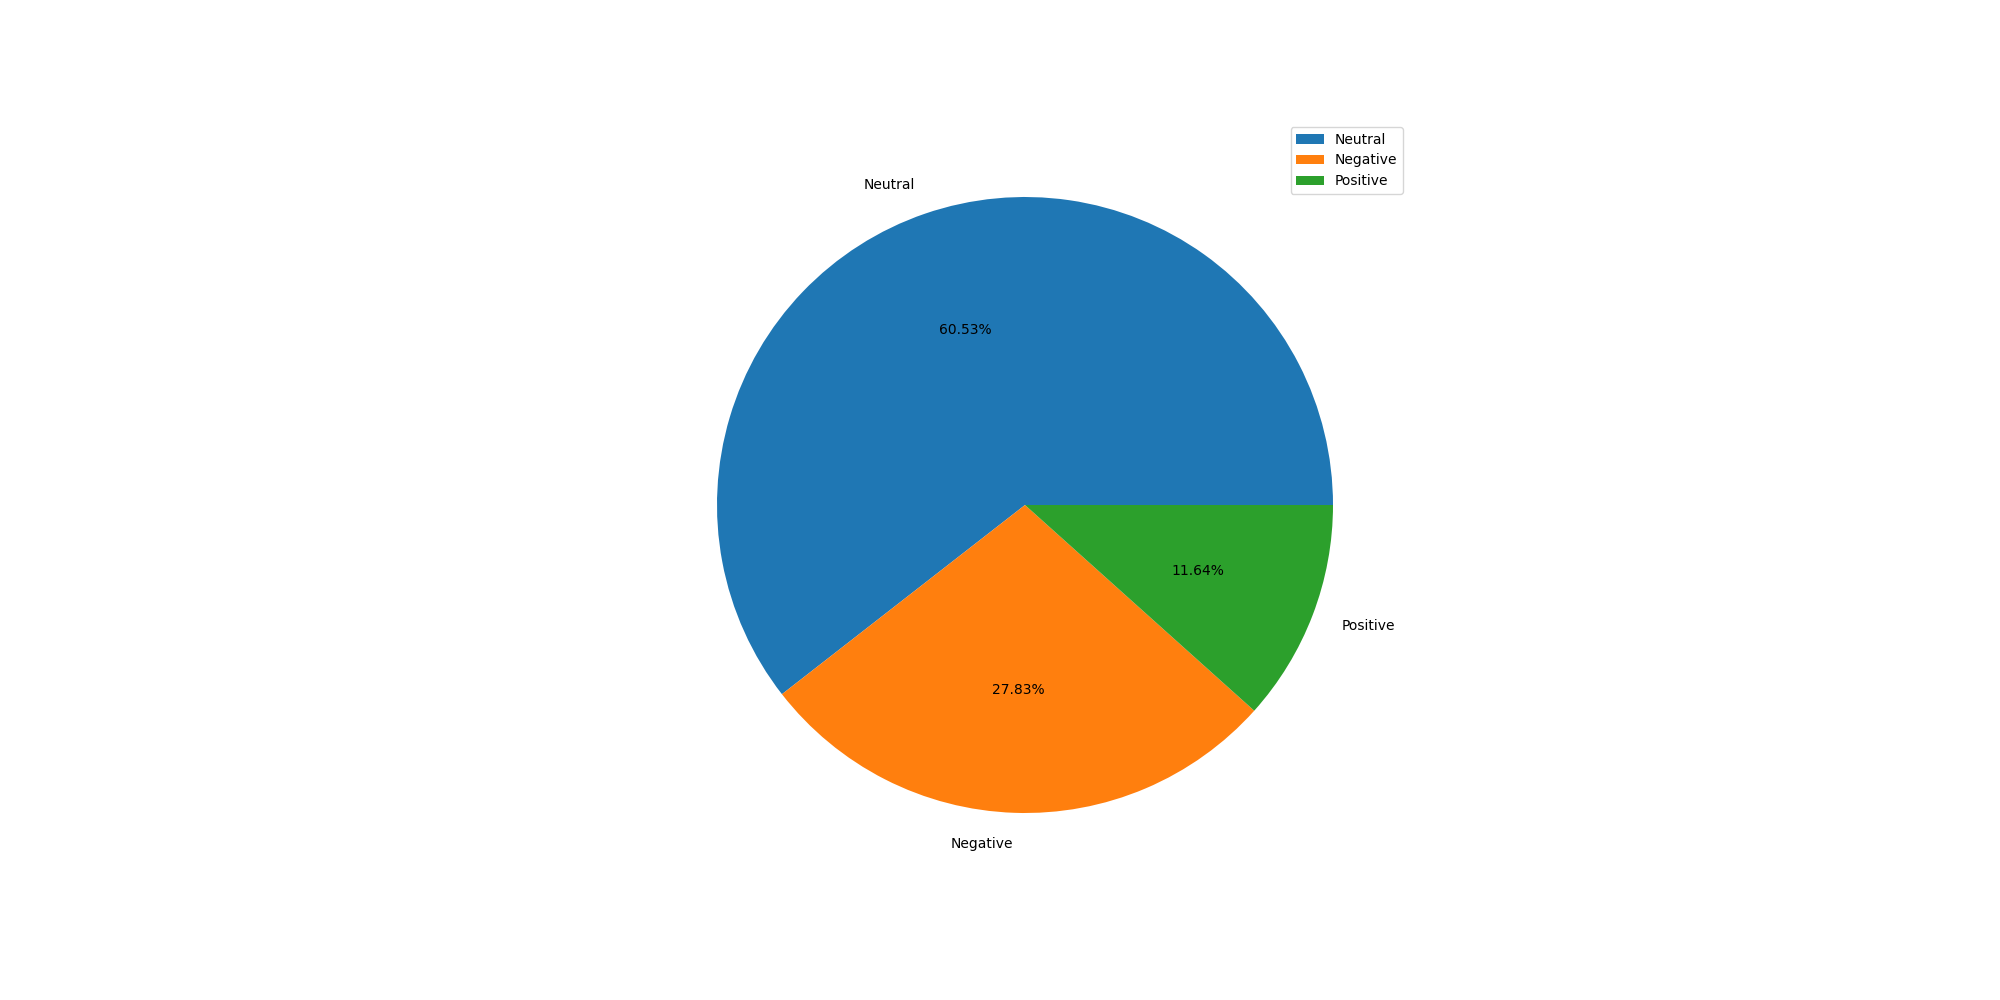 Neutral
Negative
Positive
Neutral
60.53%
11.64%
Positive
27.83%
Negative